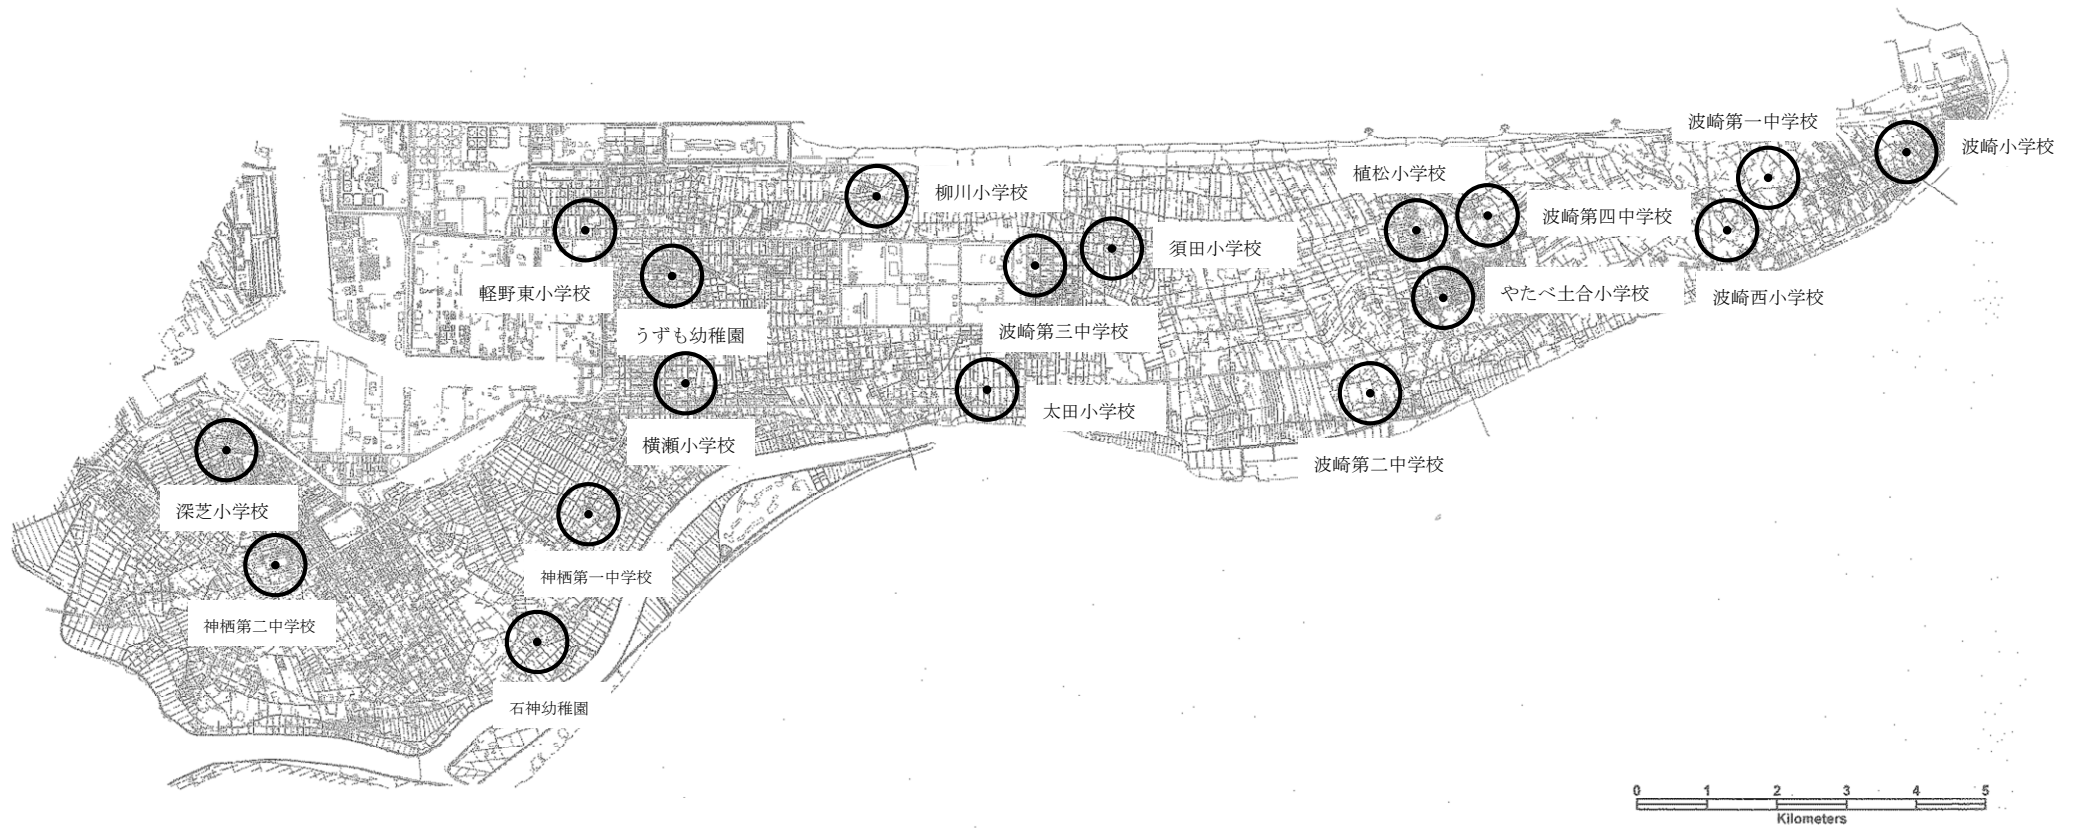 波崎第一中学校
波崎小学校
植松小学校
柳川小学校
波崎第四中学校
須田小学校
軽野東小学校
やたべ土合小学校
波崎西小学校
うずも幼稚園
波崎第三中学校
太田小学校
横瀬小学校
波崎第二中学校
深芝小学校
神栖第一中学校
神栖第二中学校
石神幼稚園
0 1 2 3 4 5
Kilometers